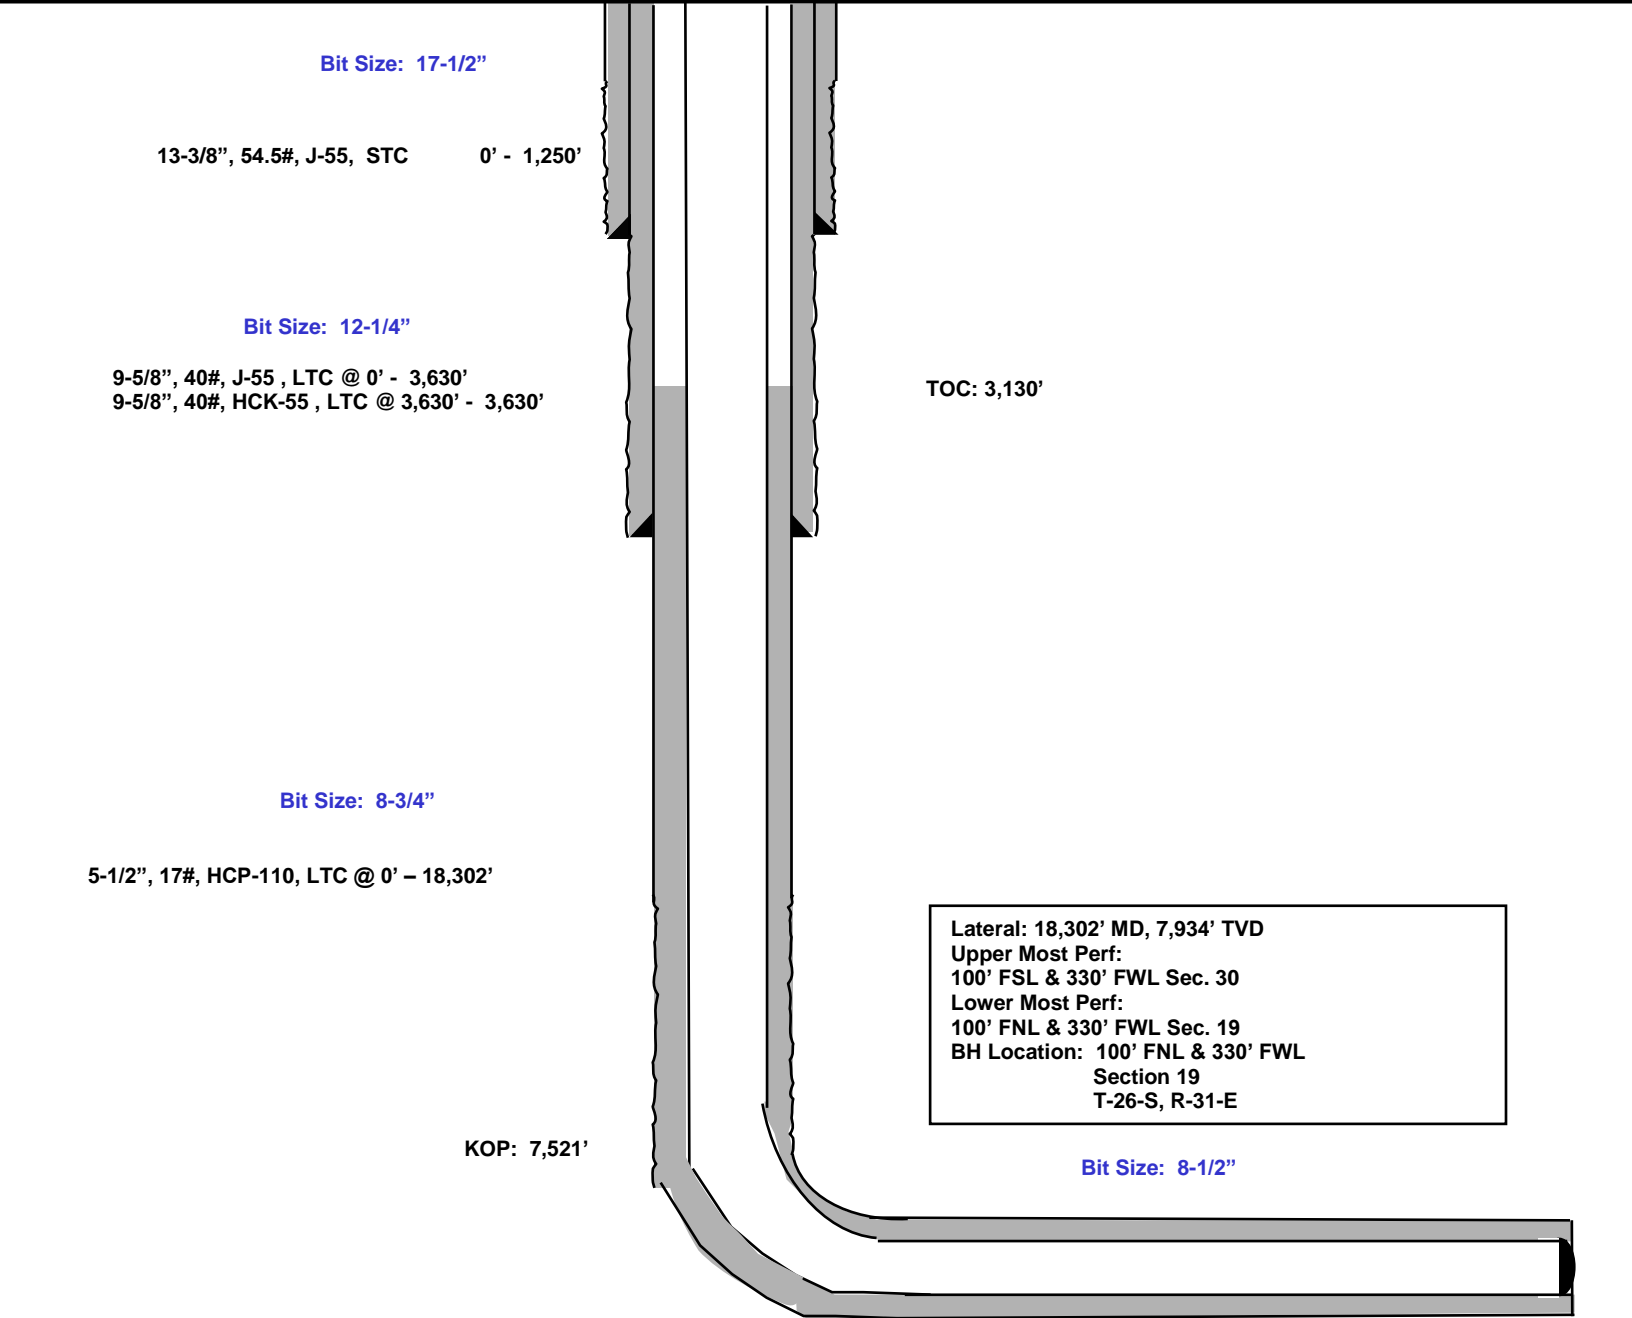 Bit Size: 17-1/2”
13-3/8”, 54.5#, J-55, STC 0’ - 1,250’
Bit Size: 12-1/4”
9-5/8”, 40#, J-55 , LTC @ 0’ - 3,630’
9-5/8”, 40#, HCK-55 , LTC @ 3,630’ - 3,630’
TOC: 3,130’
Bit Size: 8-3/4”
5-1/2”, 17#, HCP-110, LTC @ 0’ – 18,302’
Lateral: 18,302’ MD, 7,934’ TVD
Upper Most Perf:
100’ FSL & 330’ FWL Sec. 30
Lower Most Perf:
100’ FNL & 330’ FWL Sec. 19
BH Location: 100’ FNL & 330’ FWL
Section 19
T-26-S, R-31-E
KOP: 7,521’
Bit Size: 8-1/2”